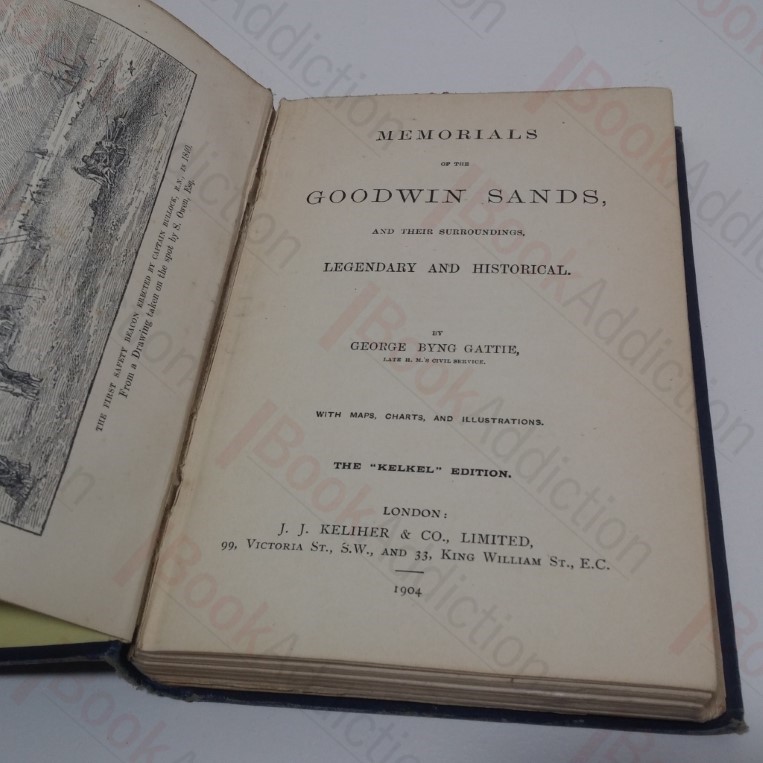 THE FIRST SAFETY BEACON ERECTED BY CAPTAIN BULLOCK, R.N., IN 1840.
From a Drawing taken on the spot by S. Owen, Esq.
MEMORIALS
OF THE
GOODWIN SANDS,
AND THEIR SURROUNDINGS,
LEGENDARY AND HISTORICAL.
BY
GEORGE BYNG GATTIE,
LATE H. M.'S CIVIL SERVICE.
WITH MAPS, CHARTS, AND ILLUSTRATIONS.
THE "KELKEL" EDITION.
LONDON:
J. J. KELIHER & CO., LIMITED,
99, VICTORIA ST., S.W., AND 33, KING WILLIAM ST., E.C.
1904
BookAddiction